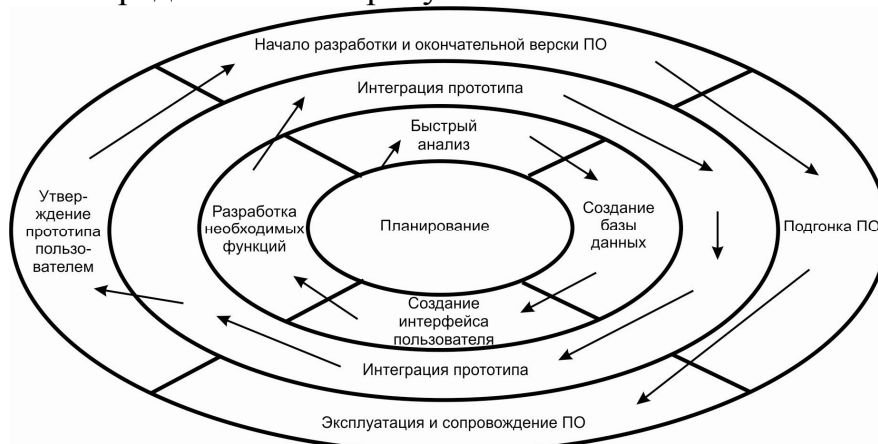 Начало разработки и окончательной верски ПО
Интеграция прототипа
Быстрый
анализ
Утвер-
ждение
прототипа
пользо-
вателем
Разработка
необходимых
функций
Планирование
Создание
базы
данных
Подгонка ПО
Создание
интерфейса
пользователя
Интеграция прототипа
Эксплуатация и сопровождение ПО